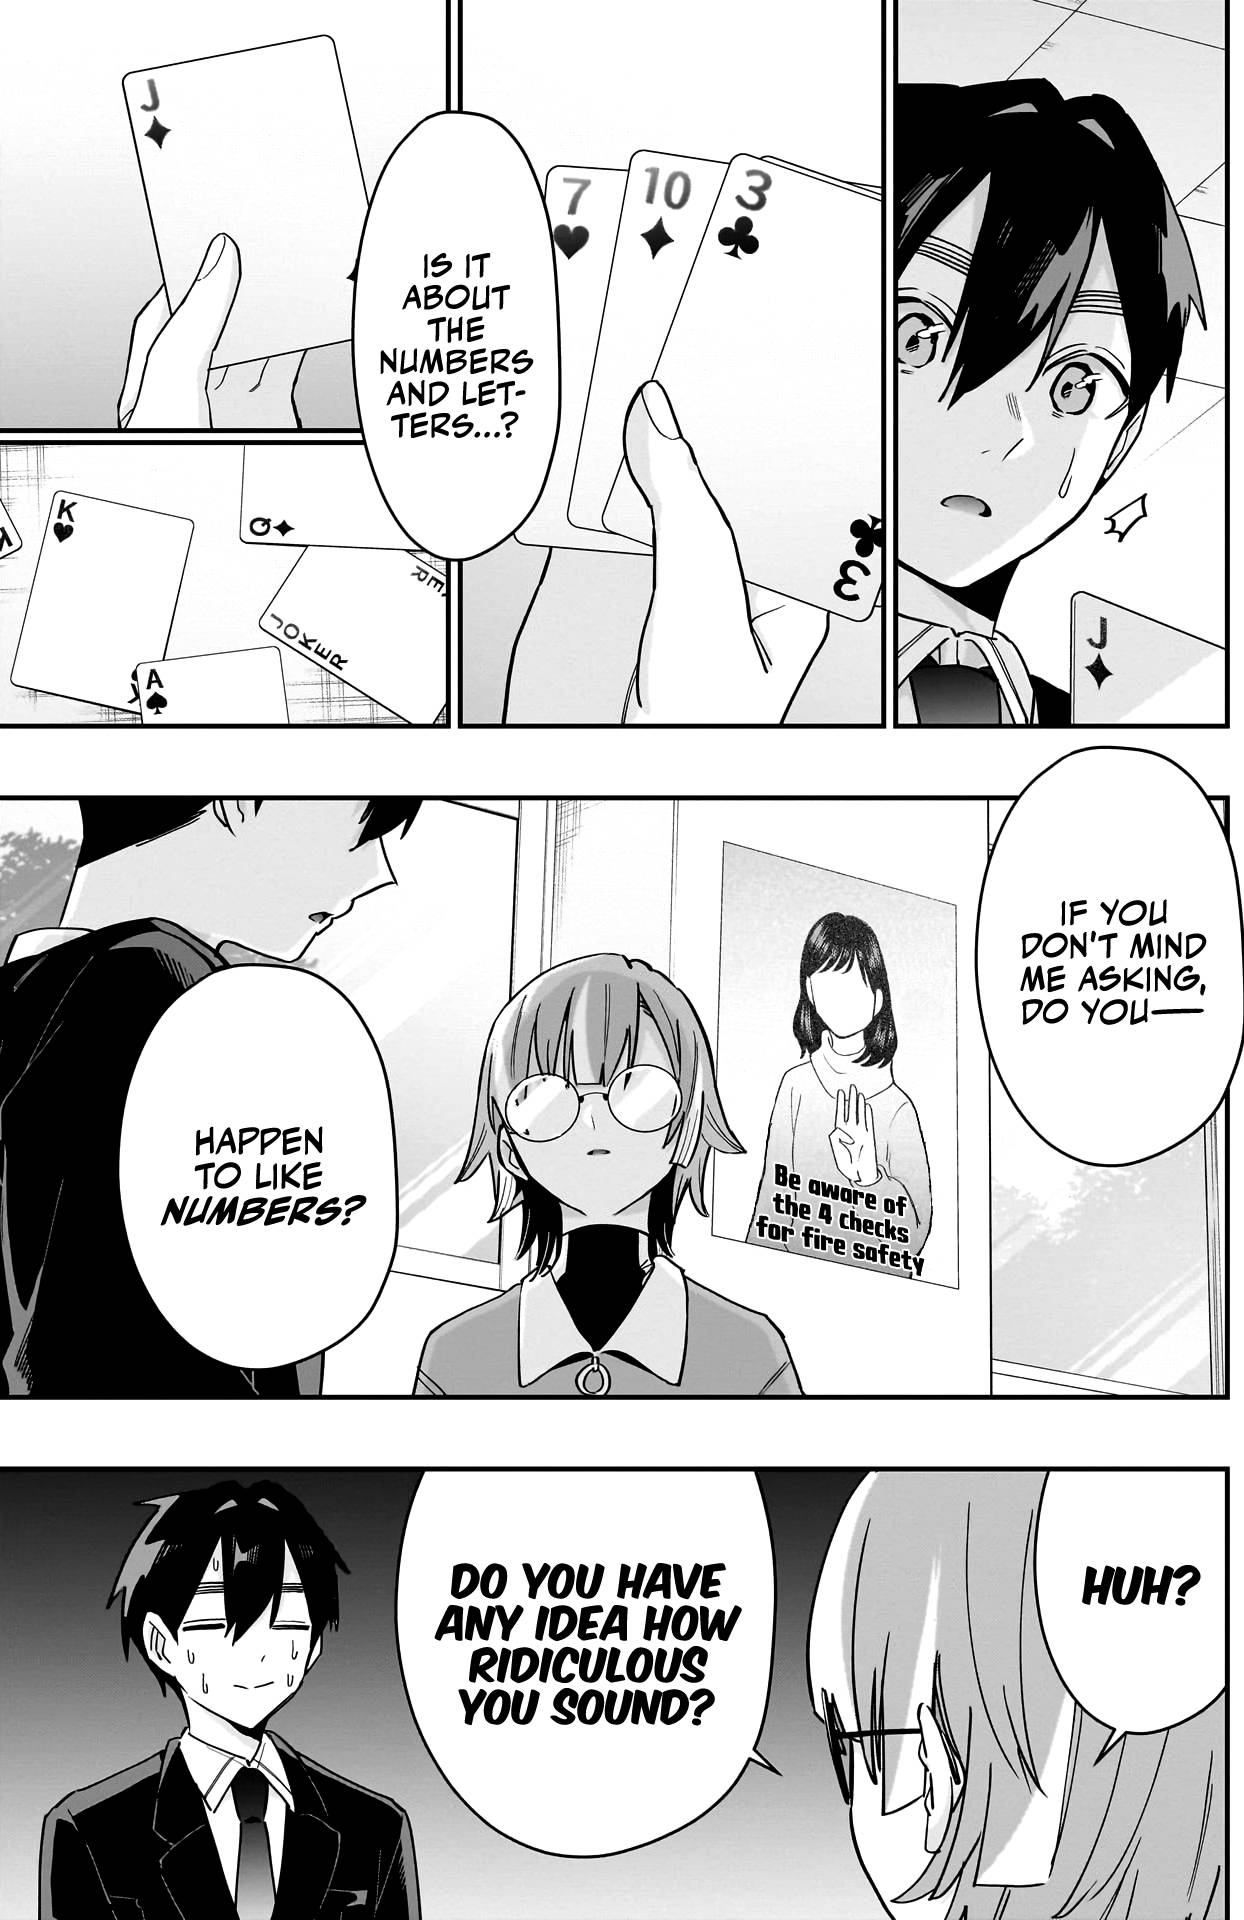 J
3
10
7
3
IS IT
ABOUT
THE
NUMBERS
AND LET-
TERS...?
J
K
Q
K
JOKER
A
IF YOU
DON'T MIND
ME ASKING,
DO YOU—
Be aware of
the 4 checks
for fire safety
HAPPEN
TO LIKE
NUMBERS?
HUH?
DO YOU HAVE
ANY IDEA HOW
RIDICULOUS
YOU SOUND?